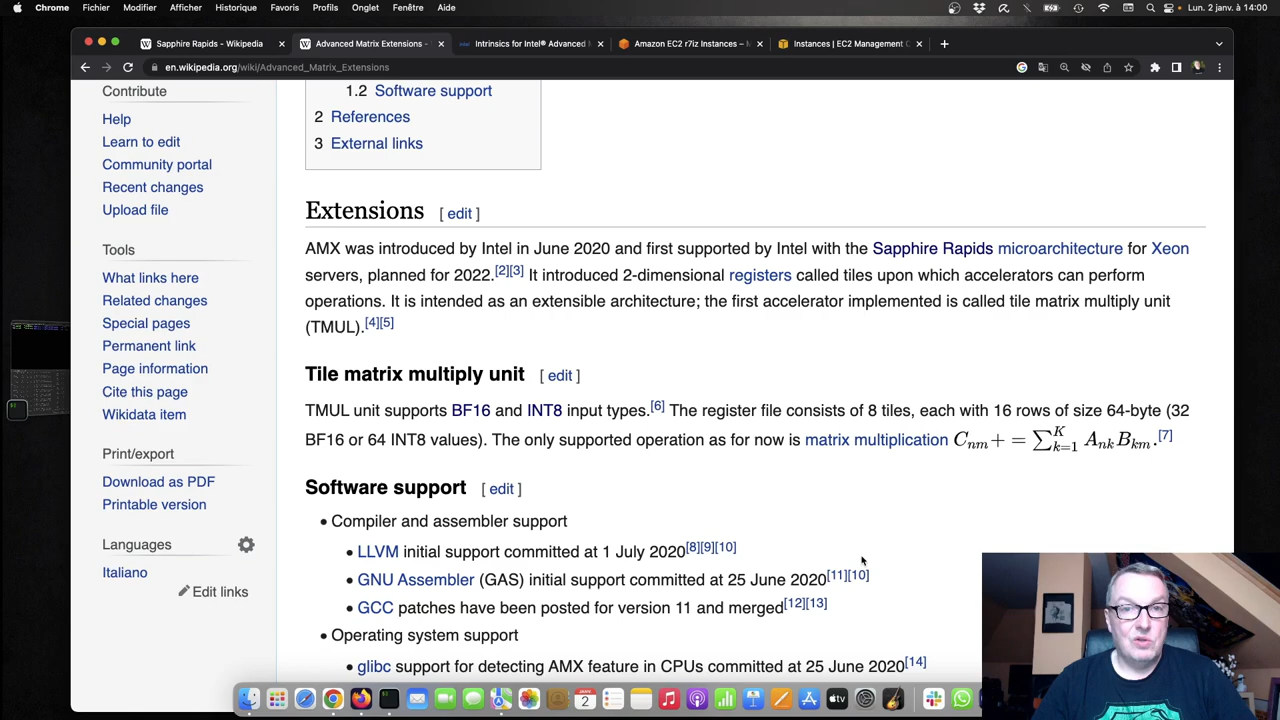 Chrome Fichier Modifier Afficher Historique Favoris Profils Onglet Fenêtre Aide Lun. 2 janv. à 14:00
Sapphire Rapids - Wikipedia Advanced Matrix Extensions - Intrinsics for Intel® Advanced M Amazon EC2 r7iz Instances – Instances | EC2 Management C
en.wikipedia.org/wiki/Advanced_Matrix_Extensions
Contribute
Help
Learn to edit
Community portal
Recent changes
Upload file
Tools
What links here
Related changes
Special pages
Permanent link
Page information
Cite this page
Wikidata item
Print/export
Download as PDF
Printable version
Languages
Italiano
Edit links
1.2 Software support
2 References
3 External links
Extensions [ edit ]
AMX was introduced by Intel in June 2020 and first supported by Intel with the Sapphire Rapids microarchitecture for Xeon
servers, planned for 2022.[2][3] It introduced 2-dimensional registers called tiles upon which accelerators can perform
operations. It is intended as an extensible architecture; the first accelerator implemented is called tile matrix multiply unit
(TMUL).[4][5]
Tile matrix multiply unit [ edit ]
TMUL unit supports BF16 and INT8 input types.[6] The register file consists of 8 tiles, each with 16 rows of size 64-byte (32
BF16 or 64 INT8 values). The only supported operation as for now is matrix multiplication Cnm+ = ∑k=1K AnkBkm.[7]
Software support [ edit ]
• Compiler and assembler support
• LLVM initial support committed at 1 July 2020[8][9][10]
• GNU Assembler (GAS) initial support committed at 25 June 2020[11][10]
• GCC patches have been posted for version 11 and merged[12][13]
• Operating system support
• glibc support for detecting AMX feature in CPUs committed at 25 June 2020[14]